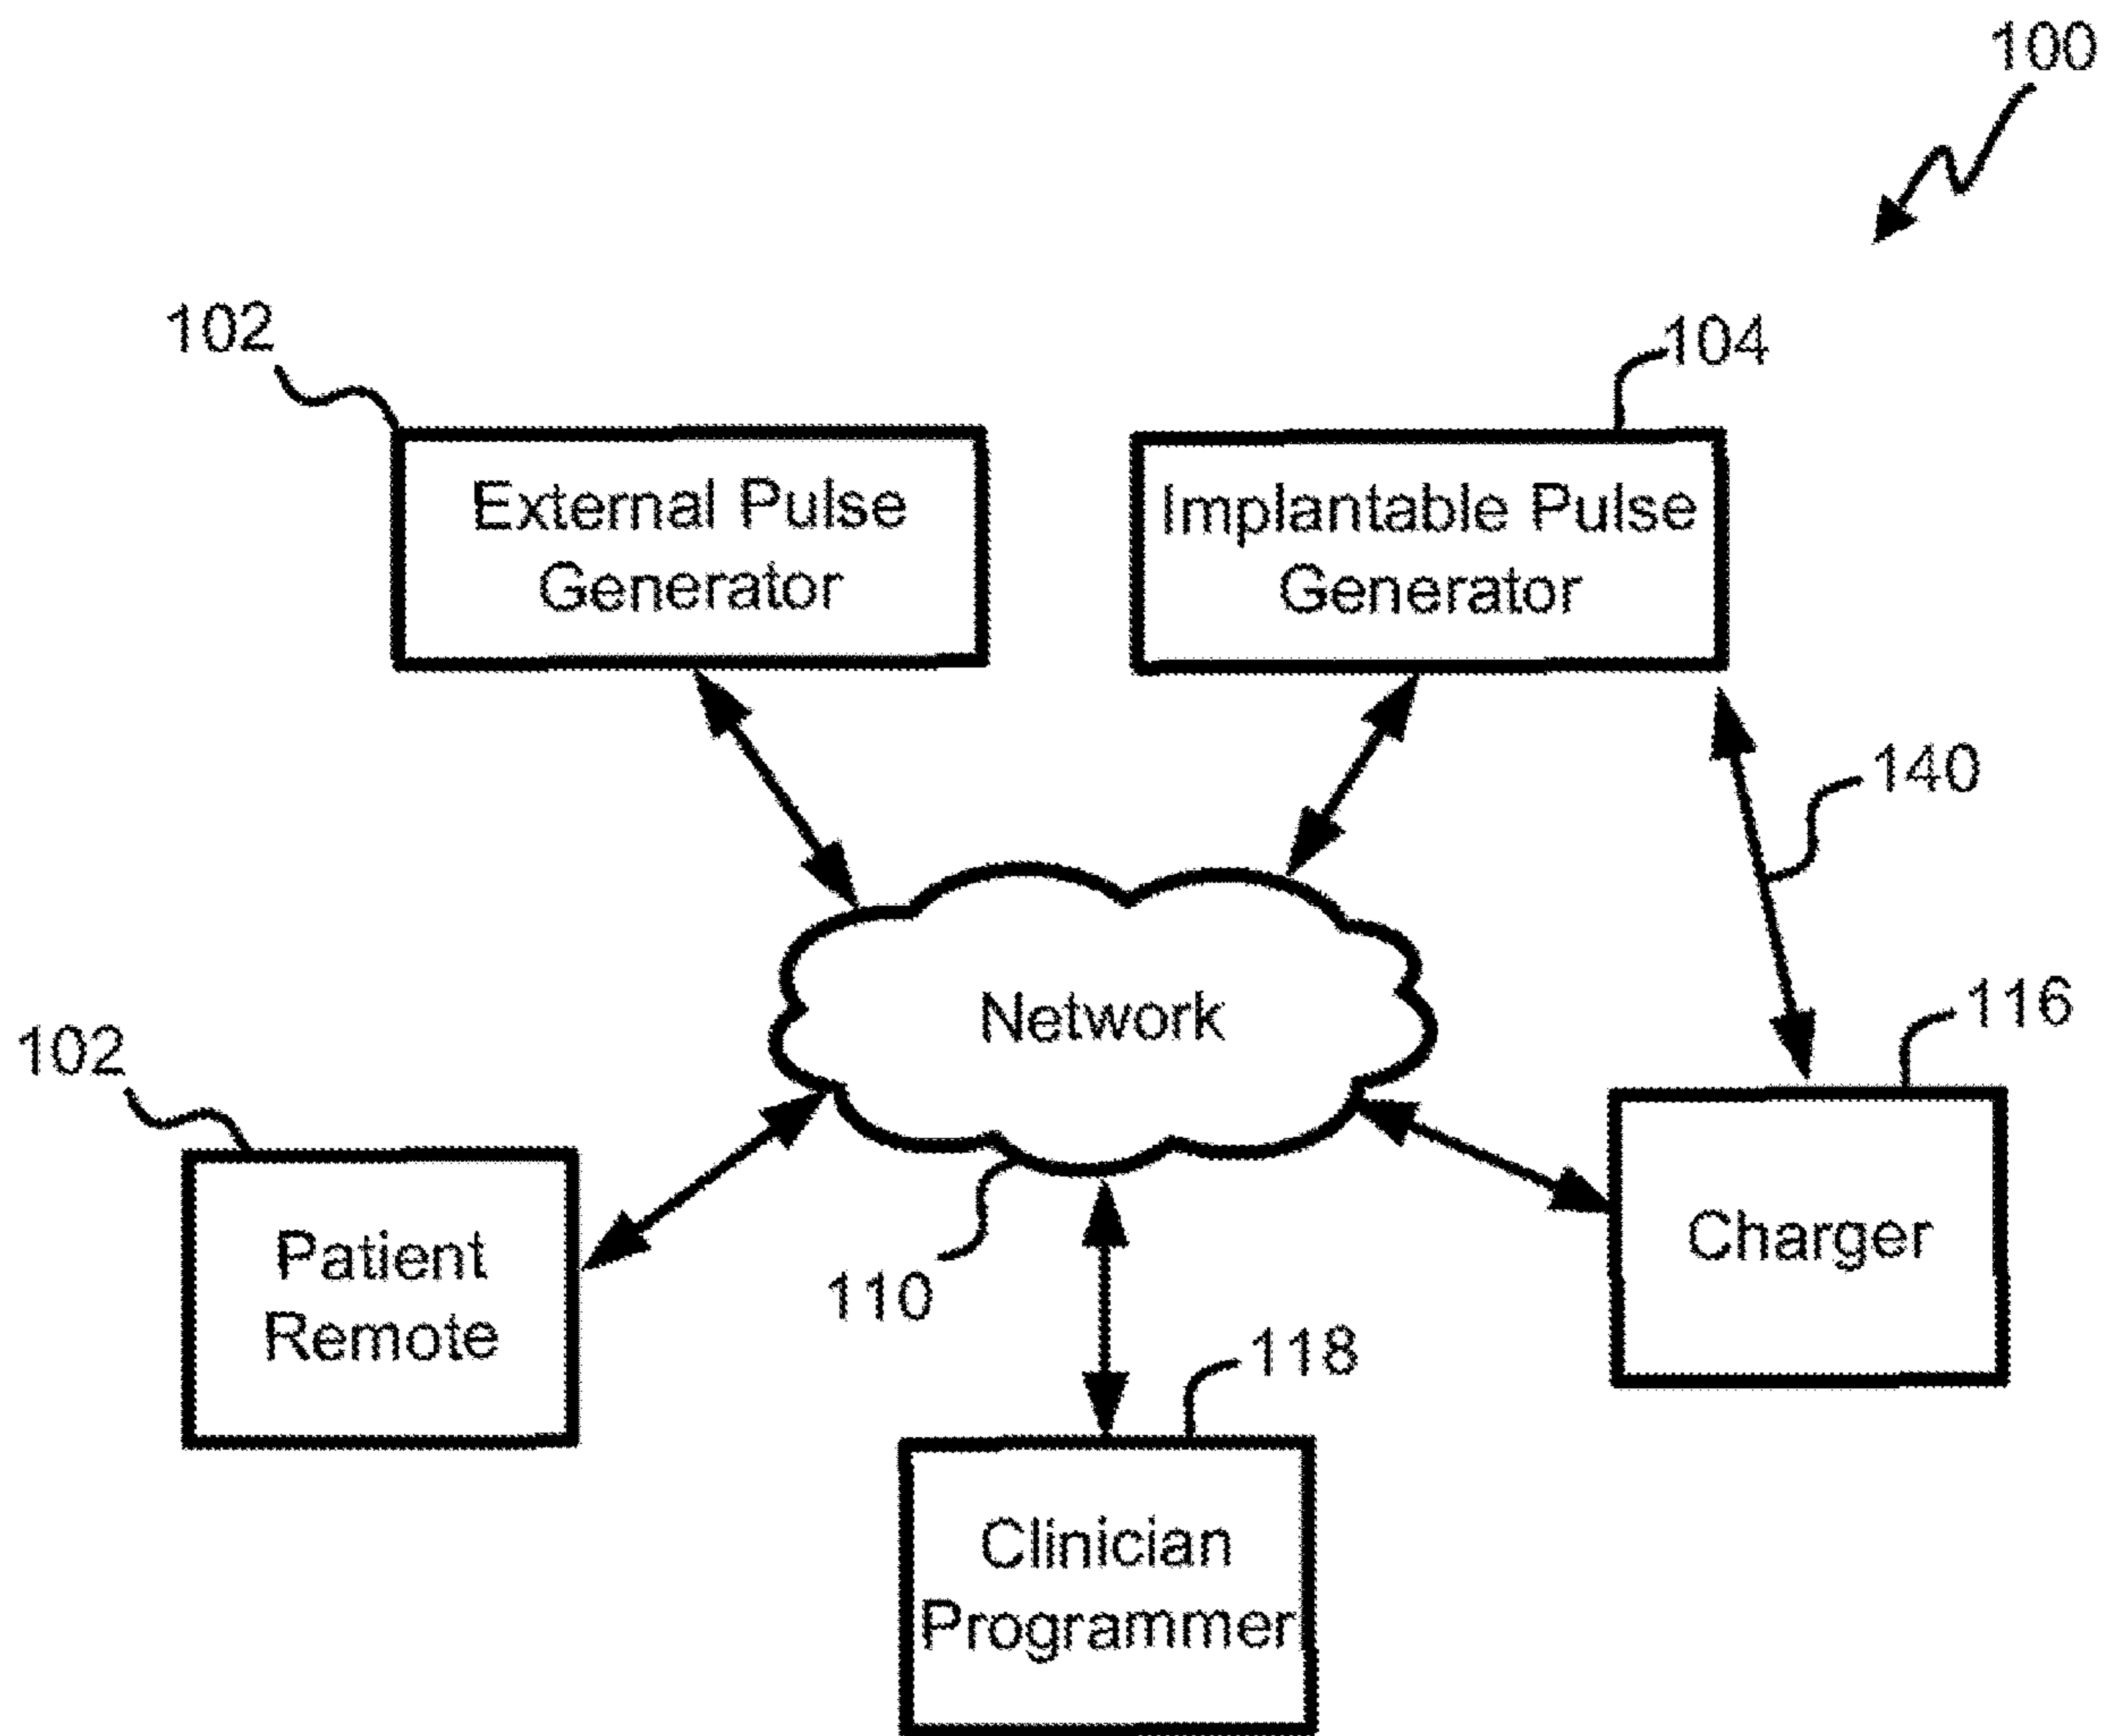 100
102
104
External Pulse
Generator
Implantable Pulse
Generator
140
Network
116
102
Patient
Remote
110
Charger
118
Clinician
Programmer